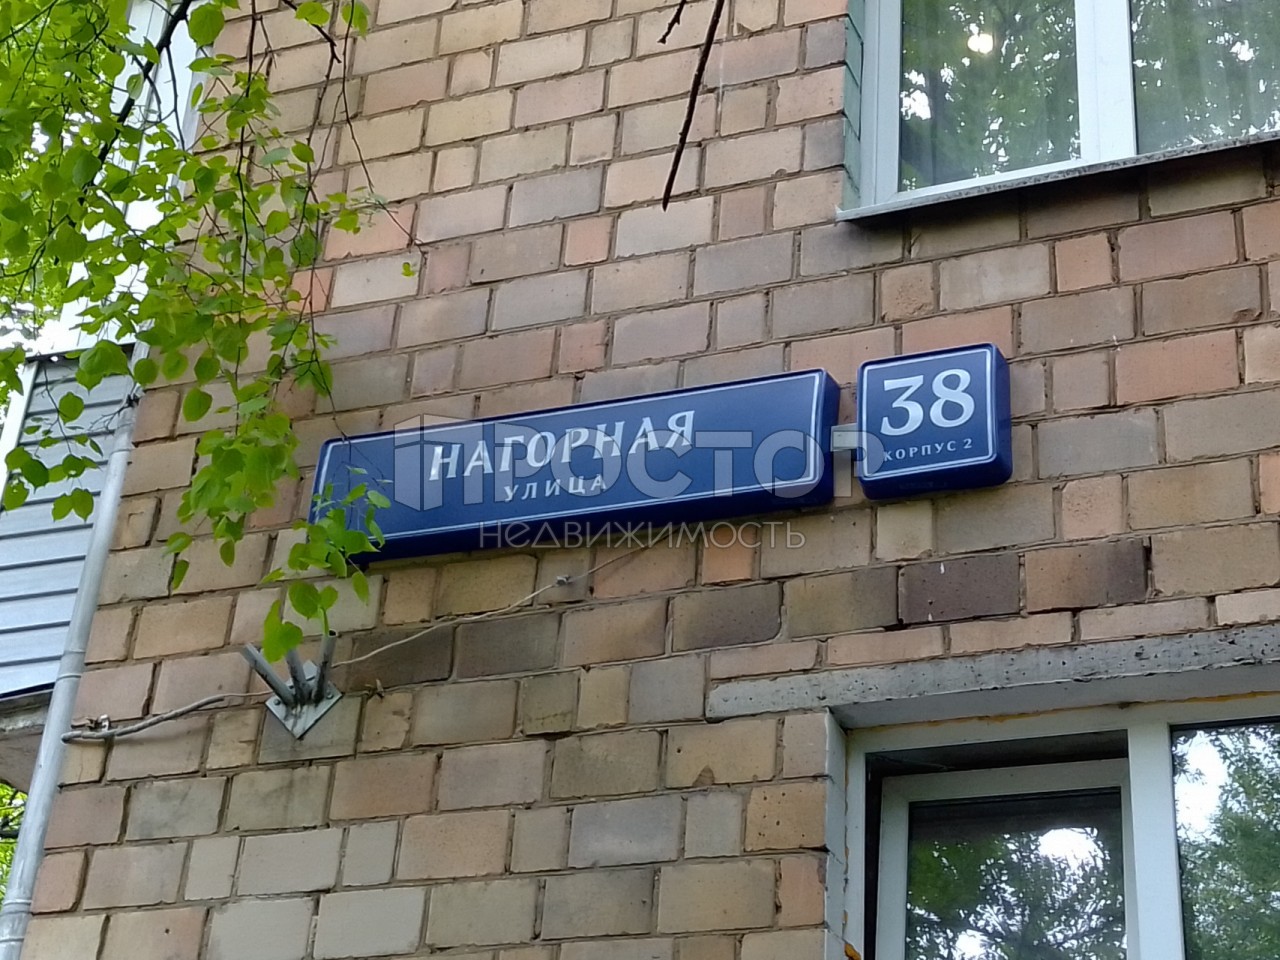 НАГОРНАЯ
УЛИЦА
38
КОРПУС 2
ПРОСТОР
НЕДВИЖИМОСТЬ